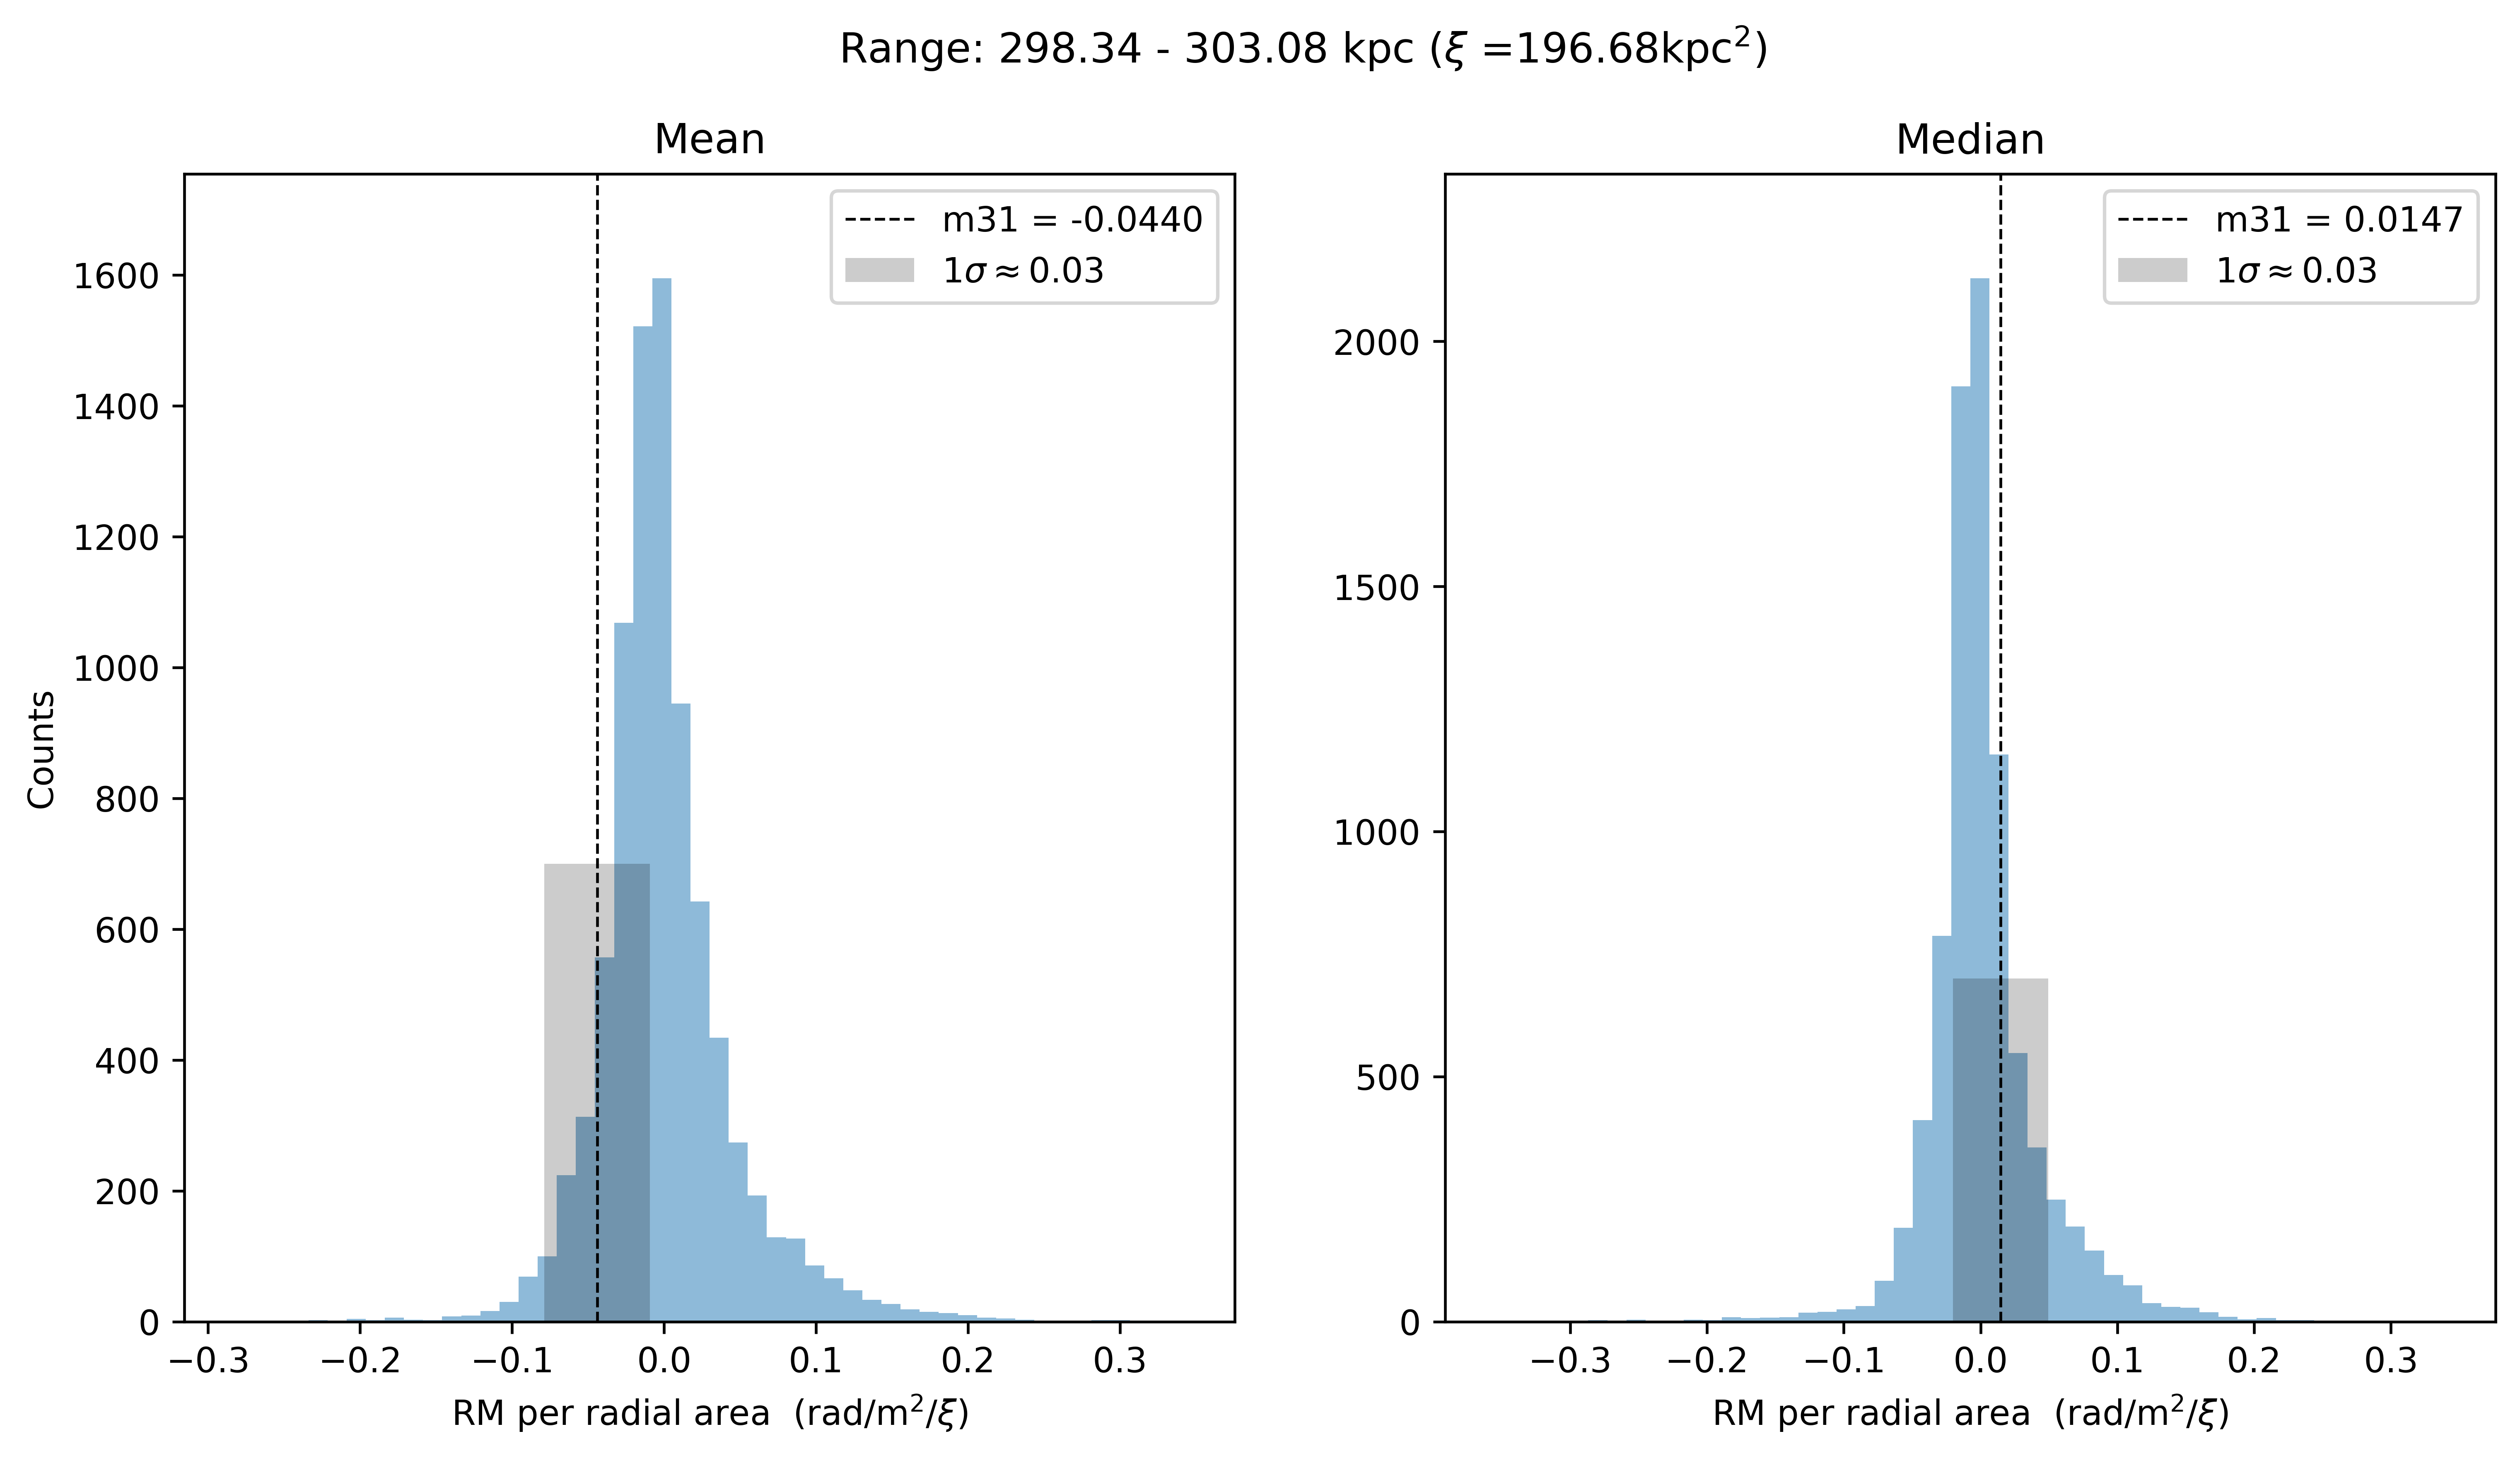 Range: 298.34 - 303.08 kpc (ξ =196.68kpc²)
Mean
m31 = -0.0440
1σ ≈ 0.03
Counts
1600
1400
1200
1000
800
600
400
200
0
−0.3 −0.2 −0.1 0.0 0.1 0.2 0.3
RM per radial area (rad/m²/ξ)
Median
m31 = 0.0147
1σ ≈ 0.03
2000
1500
1000
500
0
−0.3 −0.2 −0.1 0.0 0.1 0.2 0.3
RM per radial area (rad/m²/ξ)